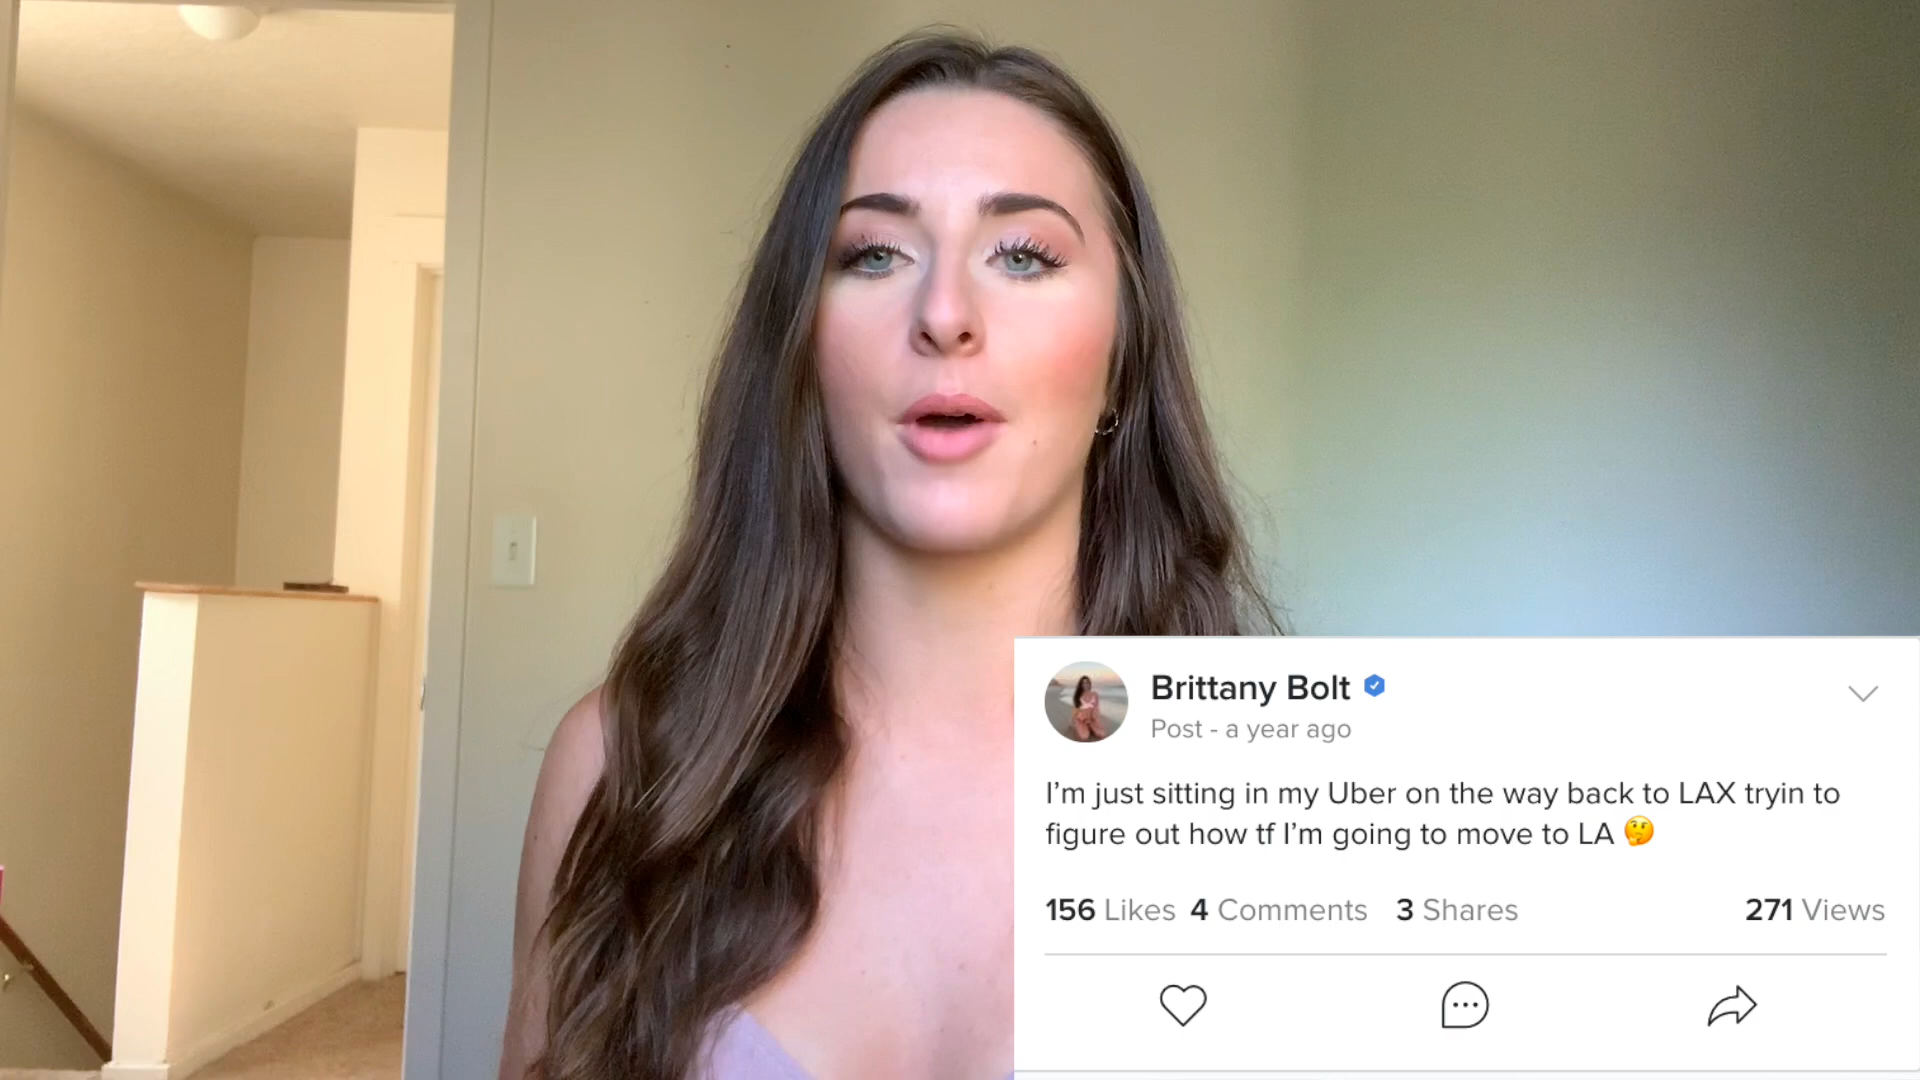 Brittany Bolt
Post - a year ago
I’m just sitting in my Uber on the way back to LAX tryin to
figure out how tf I’m going to move to LA 🤔
156 Likes 4 Comments 3 Shares 271 Views